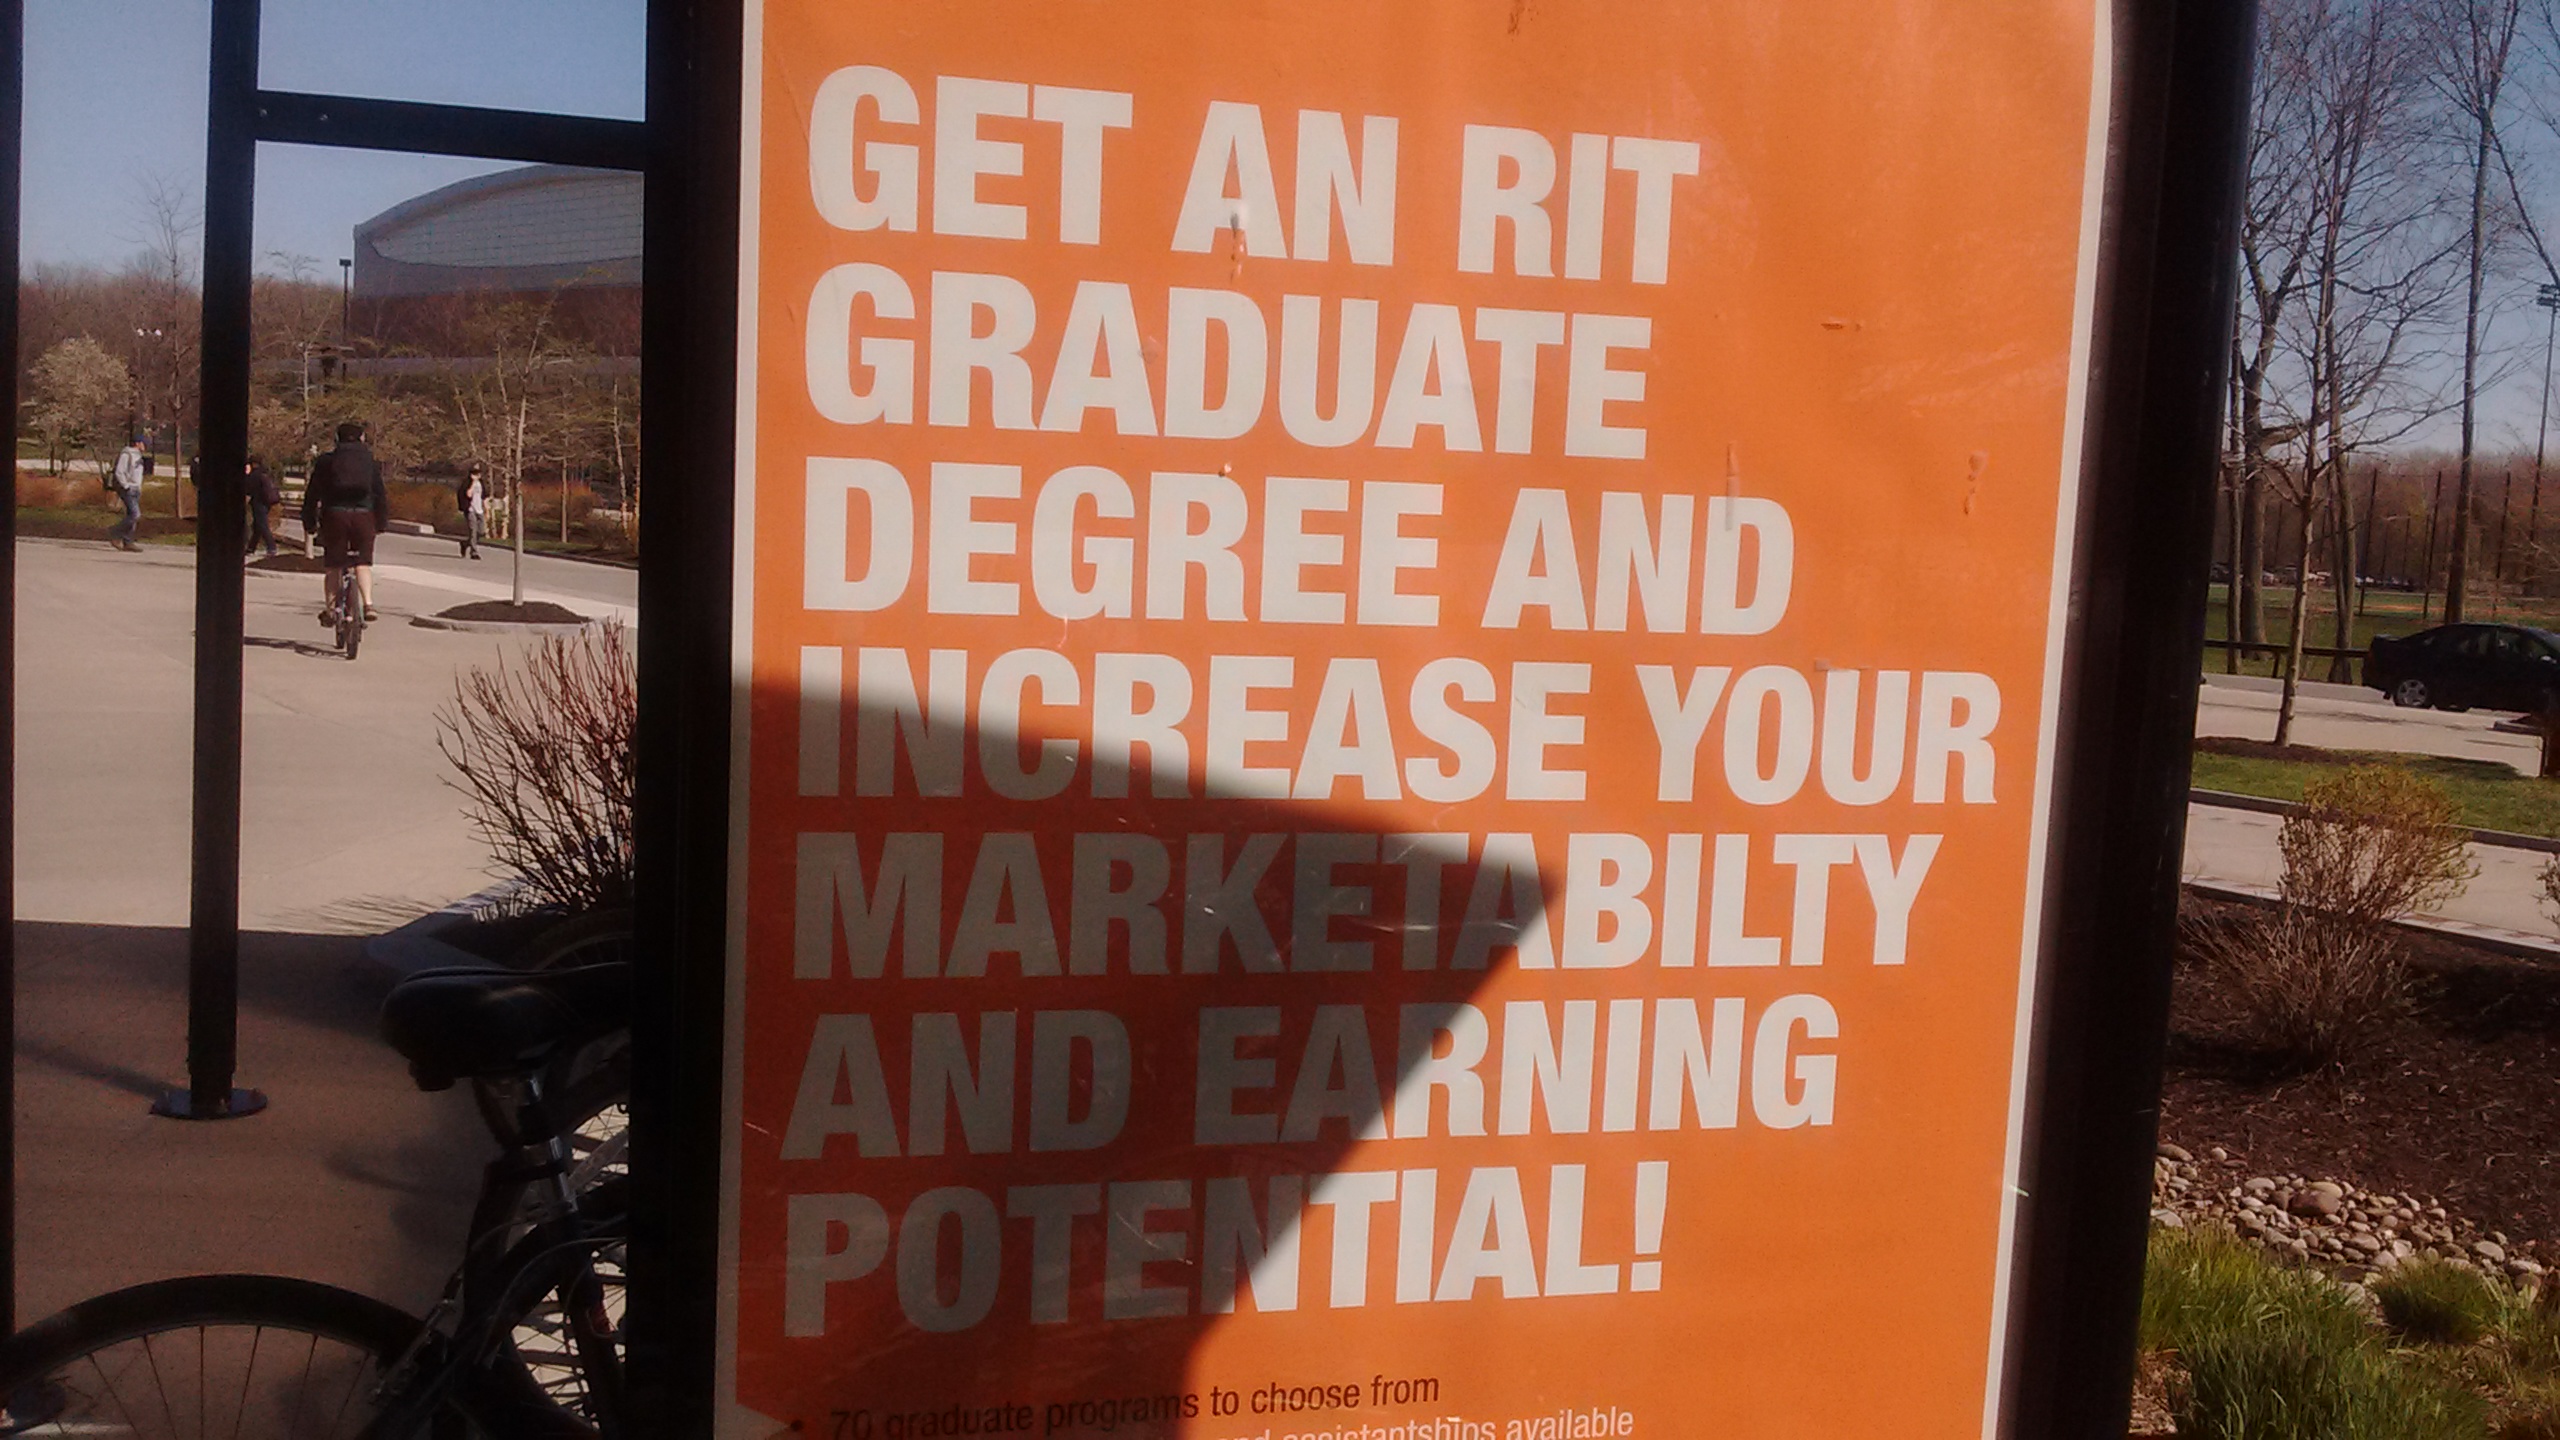 GET AN RIT
GRADUATE
DEGREE AND
INCREASE YOUR
MARKETABILTY
AND EARNING
POTENTIAL!
• 70 graduate programs to choose from
and assistantships available